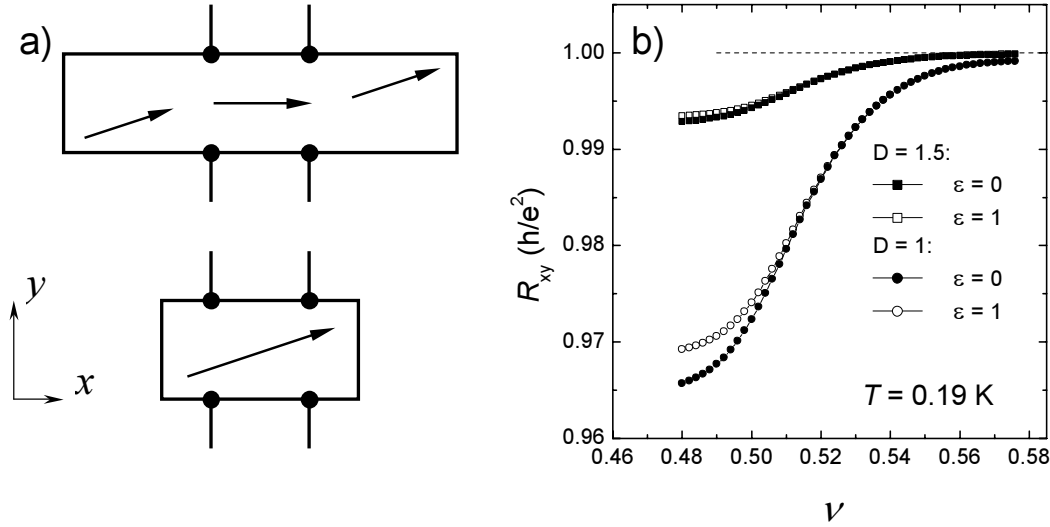 a)
y
x
b)
R_xy (h/e²)
1.00
0.99
0.98
0.97
0.96
D = 1.5:
ε = 0
ε = 1
D = 1:
ε = 0
ε = 1
T = 0.19 K
0.46 0.48 0.50 0.52 0.54 0.56 0.58
ν